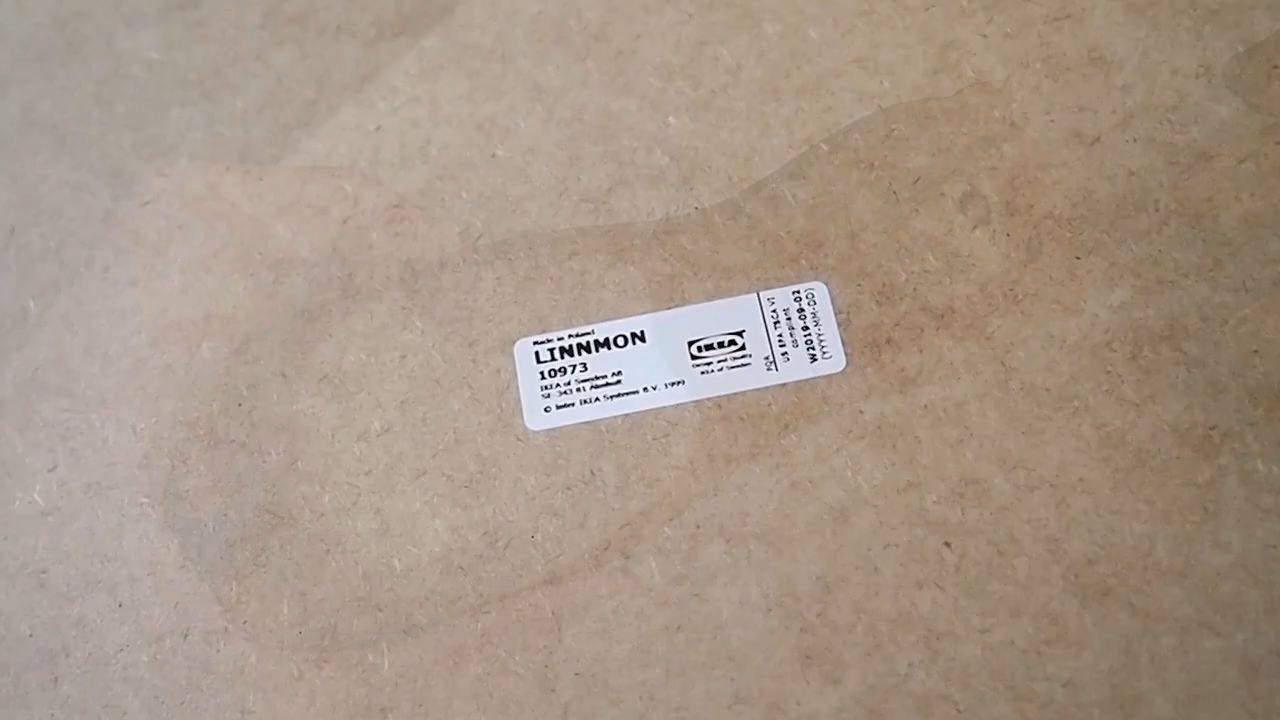 Made in Poland
LINNMON
10973
IKEA of Sweden AB
SE-343 81 Älmhult
© Inter IKEA Systems B.V. 1999
IKEA
Design and Quality
IKEA of Sweden
PQA
US EPA TSCA VI
compliant
W2019-09-02
(YYYY-MM-DD)